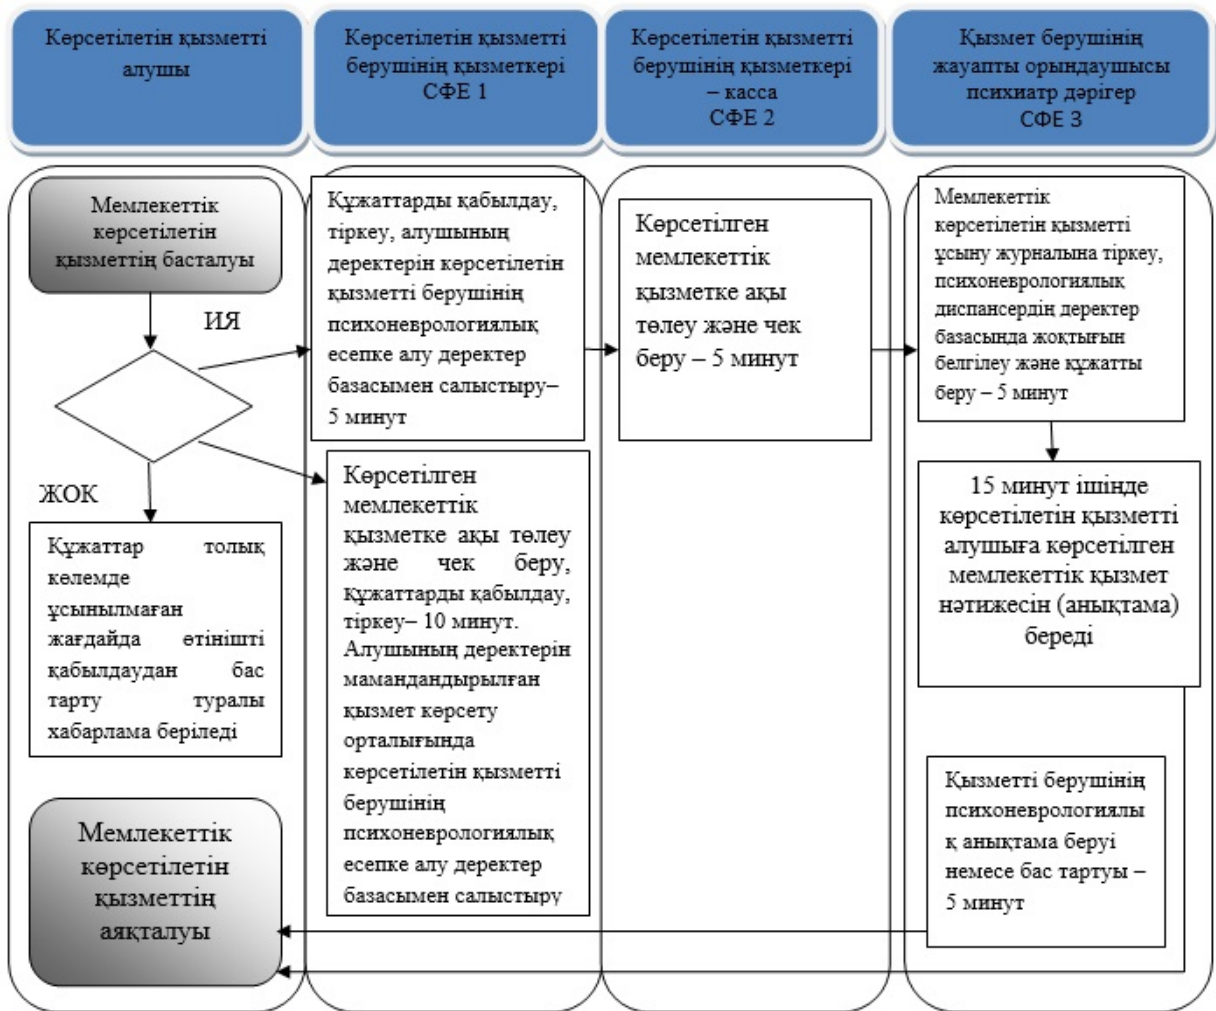 Көрсетілетін қызметті
алушы
Көрсетілетін қызметті
берушінің қызметкері
СФЕ 1
Көрсетілетін қызметті
берушінің қызметкері
– касса
СФЕ 2
Қызмет берушінің
жауапты орындаушысы
психиатр дәрігер
СФЕ 3
Мемлекеттік
көрсетілетін
қызметтің басталуы
ИЯ
ЖОК
Құжаттар толық
көлемде
ұсынылмаған
жағдайда өтінішті
қабылдаудан бас
тарту туралы
хабарлама беріледі
Мемлекеттік
көрсетілетін
қызметтің
аяқталуы
Құжаттарды қабылдау,
тіркеу, алушының
деректерін көрсетілетін
қызметті берушінің
психоневрологиялық
есепке алу деректер
базасымен салыстыру–
5 минут
Көрсетілген
мемлекеттік
қызметке ақы төлеу
және чек беру,
құжаттарды қабылдау,
тіркеу– 10 минут.
Алушының деректерін
мамандандырылған
қызмет көрсету
орталығында
көрсетілетін қызметті
берушінің
психоневрологиялық
есепке алу деректер
базасымен салыстыру
Көрсетілген
мемлекеттік
қызметке ақы
төлеу және чек
беру – 5 минут
Мемлекеттік
көрсетілетін қызметті
ұсыну журналына тіркеу,
психоневрологиялық
диспансердің деректер
базасында жоқтығын
белгілеу және құжатты
беру – 5 минут
15 минут ішінде
көрсетілетін қызметті
алушыға көрсетілген
мемлекеттік қызмет
нәтижесін (анықтама)
береді
Қызметті берушінің
психоневрологиялы
қ анықтама беруі
немесе бас тартуы –
5 минут